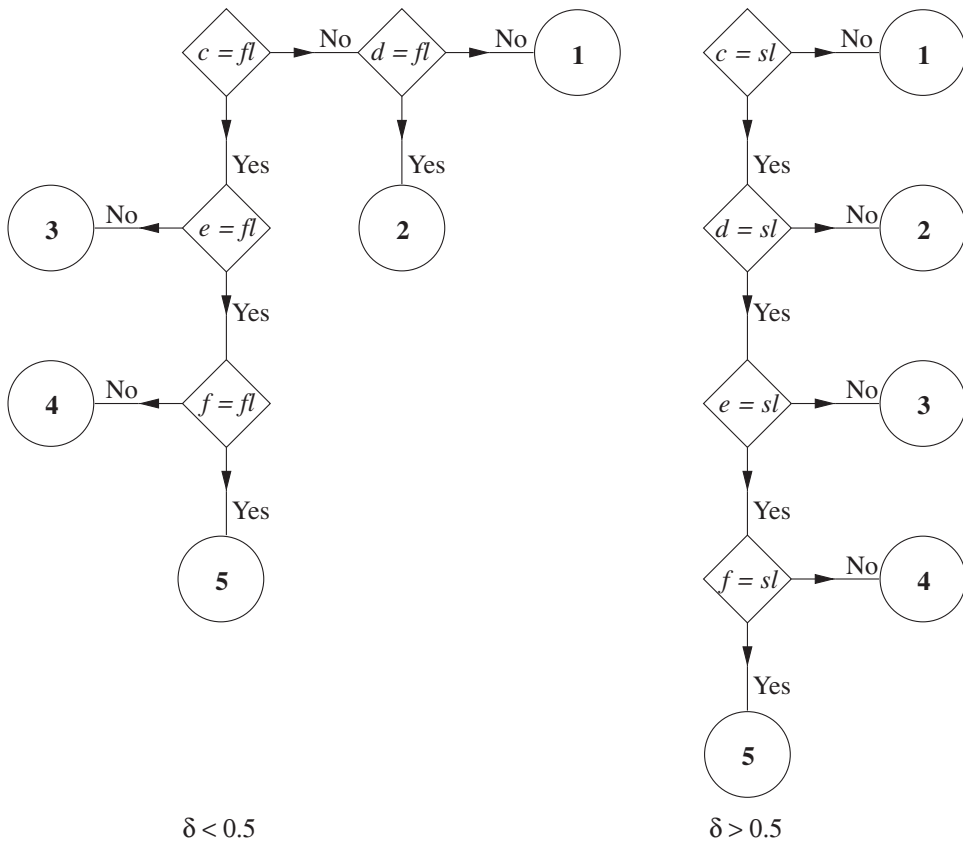 c = fl No d = fl No 1 c = sl No 1
Yes Yes Yes
3 No e = fl 2 d = sl No 2
Yes Yes
4 No f = fl e = sl No 3
Yes Yes
5 f = sl No 4
Yes
5
δ < 0.5 δ > 0.5